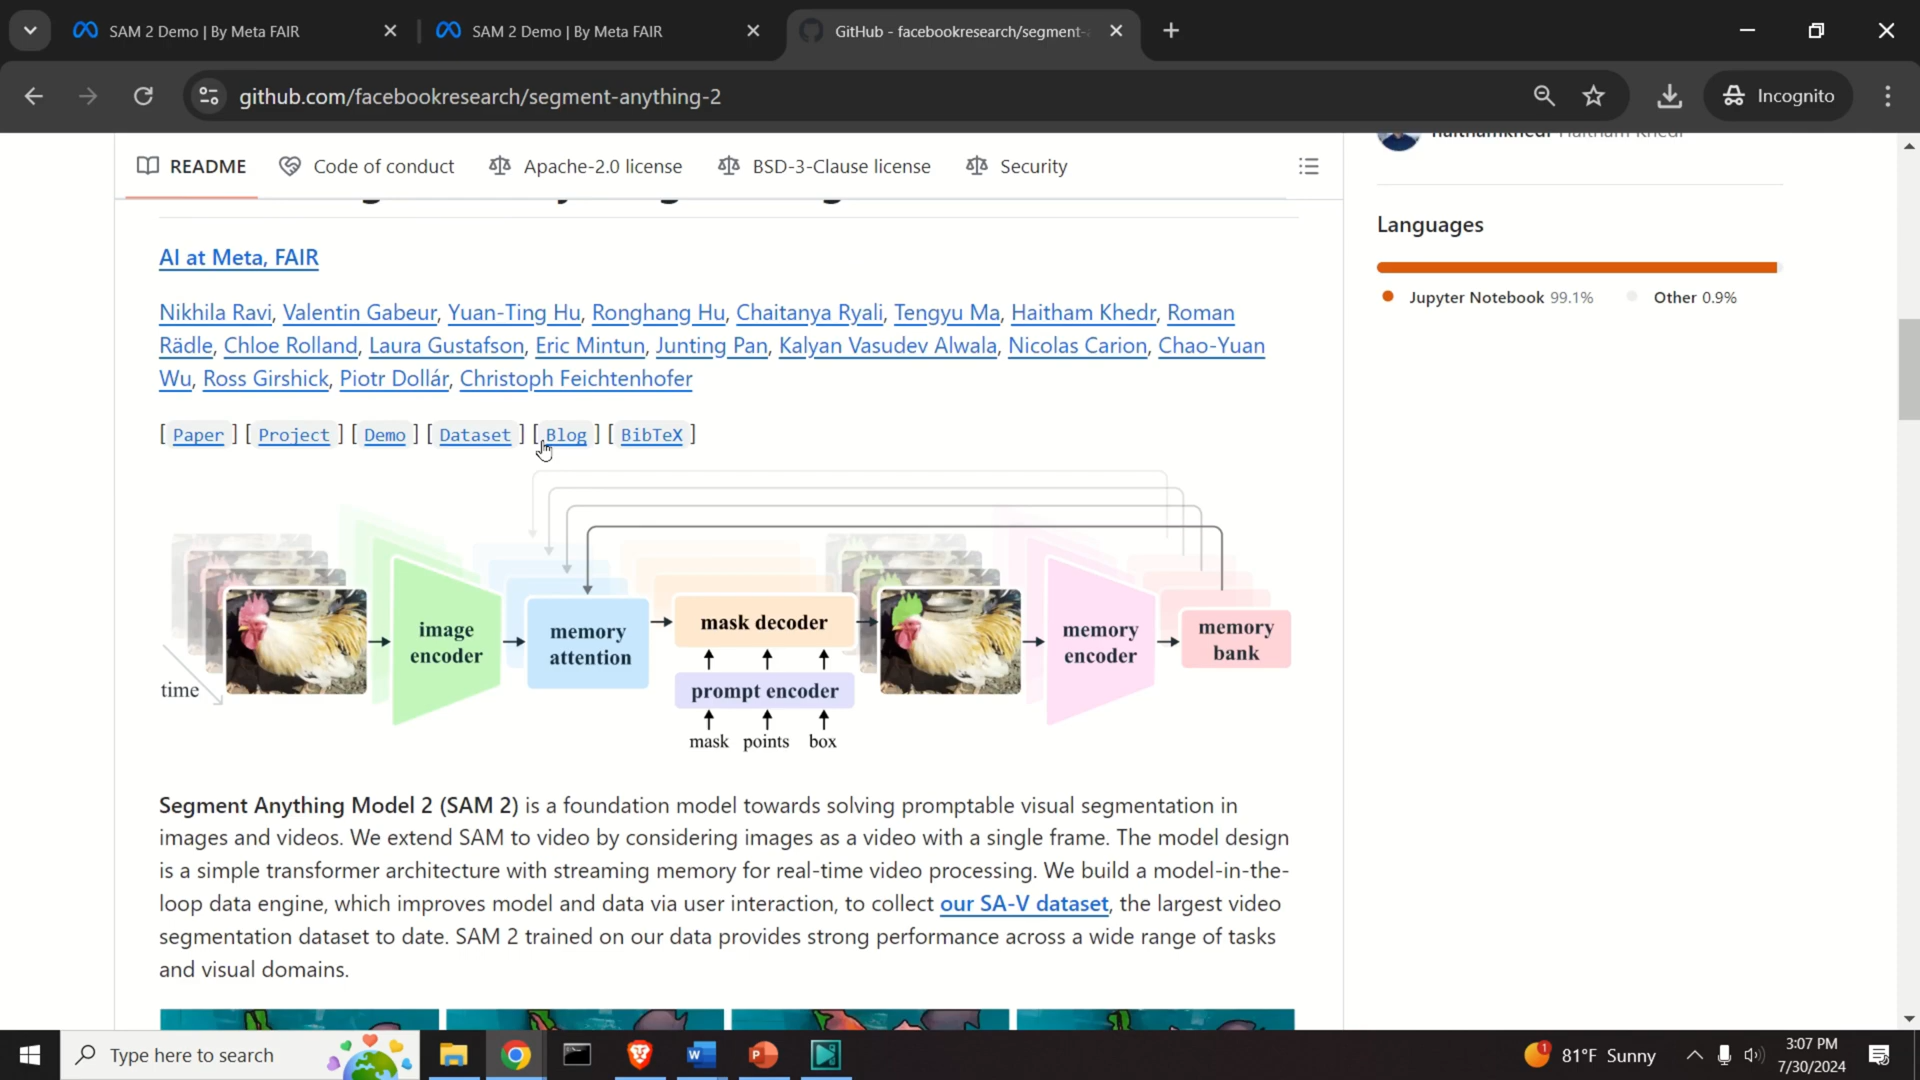 SAM 2 Demo | By Meta FAIR
SAM 2 Demo | By Meta FAIR
GitHub - facebookresearch/segment-
github.com/facebookresearch/segment-anything-2
Incognito
README
Code of conduct
Apache-2.0 license
BSD-3-Clause license
Security
AI at Meta, FAIR
Nikhila Ravi, Valentin Gabeur, Yuan-Ting Hu, Ronghang Hu, Chaitanya Ryali, Tengyu Ma, Haitham Khedr, Roman
Rädle, Chloe Rolland, Laura Gustafson, Eric Mintun, Junting Pan, Kalyan Vasudev Alwala, Nicolas Carion, Chao-Yuan
Wu, Ross Girshick, Piotr Dollár, Christoph Feichtenhofer
[ Paper ] [ Project ] [ Demo ] [ Dataset ] [ Blog ] [ BibTeX ]
time
image
encoder
memory
attention
mask decoder
prompt encoder
mask points box
memory
encoder
memory
bank
Segment Anything Model 2 (SAM 2) is a foundation model towards solving promptable visual segmentation in
images and videos. We extend SAM to video by considering images as a video with a single frame. The model design
is a simple transformer architecture with streaming memory for real-time video processing. We build a model-in-the-
loop data engine, which improves model and data via user interaction, to collect our SA-V dataset, the largest video
segmentation dataset to date. SAM 2 trained on our data provides strong performance across a wide range of tasks
and visual domains.
haithamkhedr Haitham Khedr
Languages
Jupyter Notebook 99.1%
Other 0.9%
Type here to search
1
81°F Sunny
3:07 PM
7/30/2024